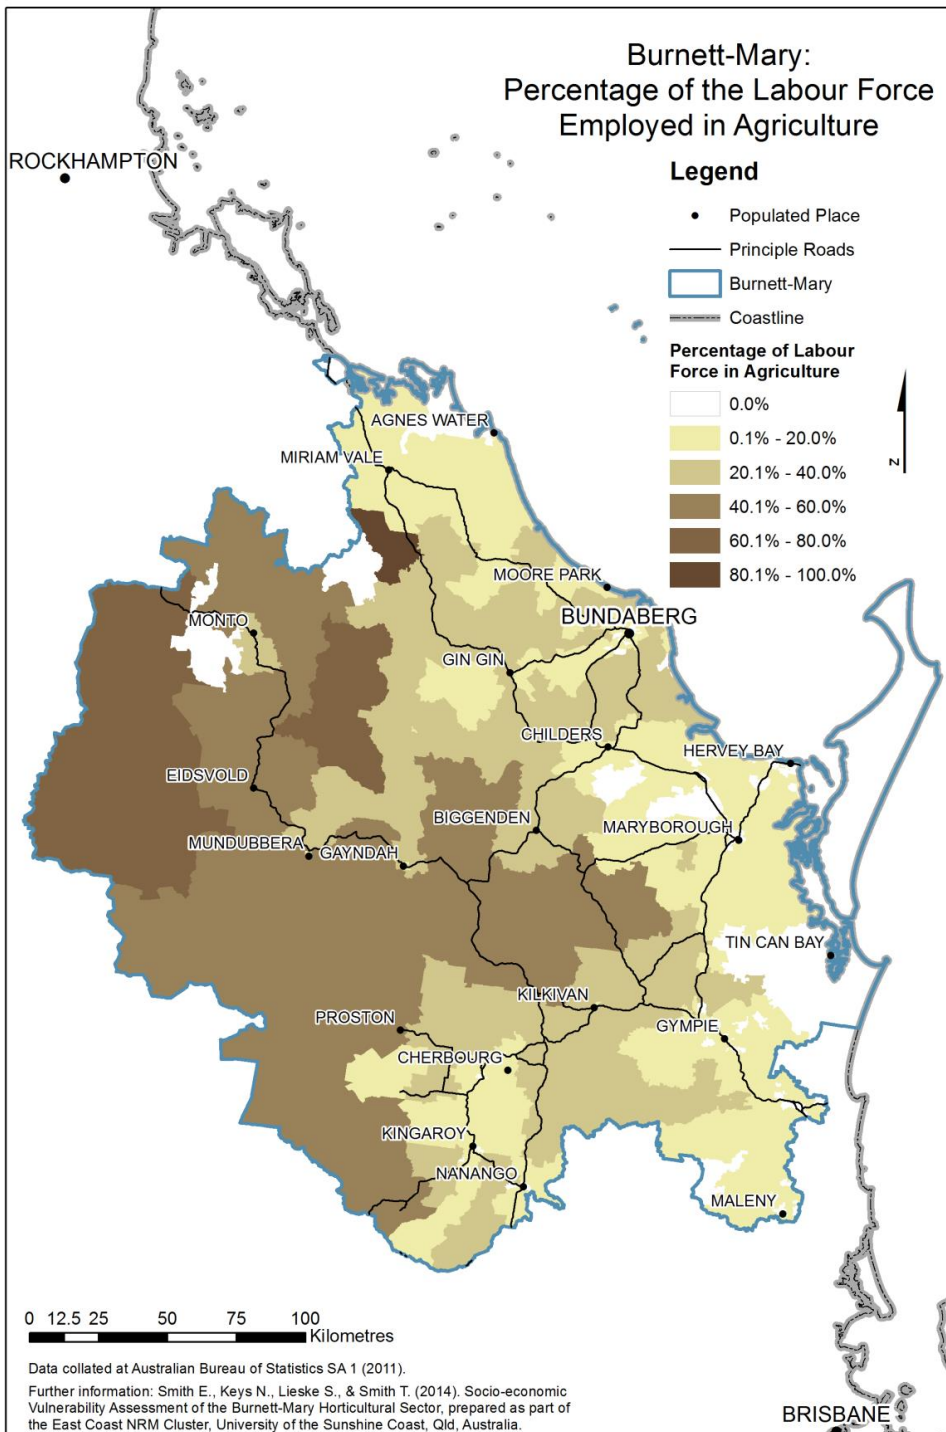 Burnett-Mary:
Percentage of the Labour Force
Employed in Agriculture
Legend
Populated Place
Principle Roads
Burnett-Mary
Coastline
Percentage of Labour
Force in Agriculture
0.0%
0.1% - 20.0%
20.1% - 40.0%
40.1% - 60.0%
60.1% - 80.0%
80.1% - 100.0%
N
ROCKHAMPTON
AGNES WATER
MIRIAM VALE
MOORE PARK
BUNDABERG
MONTO
GIN GIN
CHILDERS
HERVEY BAY
EIDSVOLD
BIGGENDEN
MARYBOROUGH
MUNDUBBERA
GAYNDAH
TIN CAN BAY
KILKIVAN
PROSTON
GYMPIE
CHERBOURG
KINGAROY
NANANGO
MALENY
0 12.5 25 50 75 100
Kilometres
Data collated at Australian Bureau of Statistics SA 1 (2011).
Further information: Smith E., Keys N., Lieske S., & Smith T. (2014). Socio-economic
Vulnerability Assessment of the Burnett-Mary Horticultural Sector, prepared as part of
the East Coast NRM Cluster, University of the Sunshine Coast, Qld, Australia.
BRISBANE